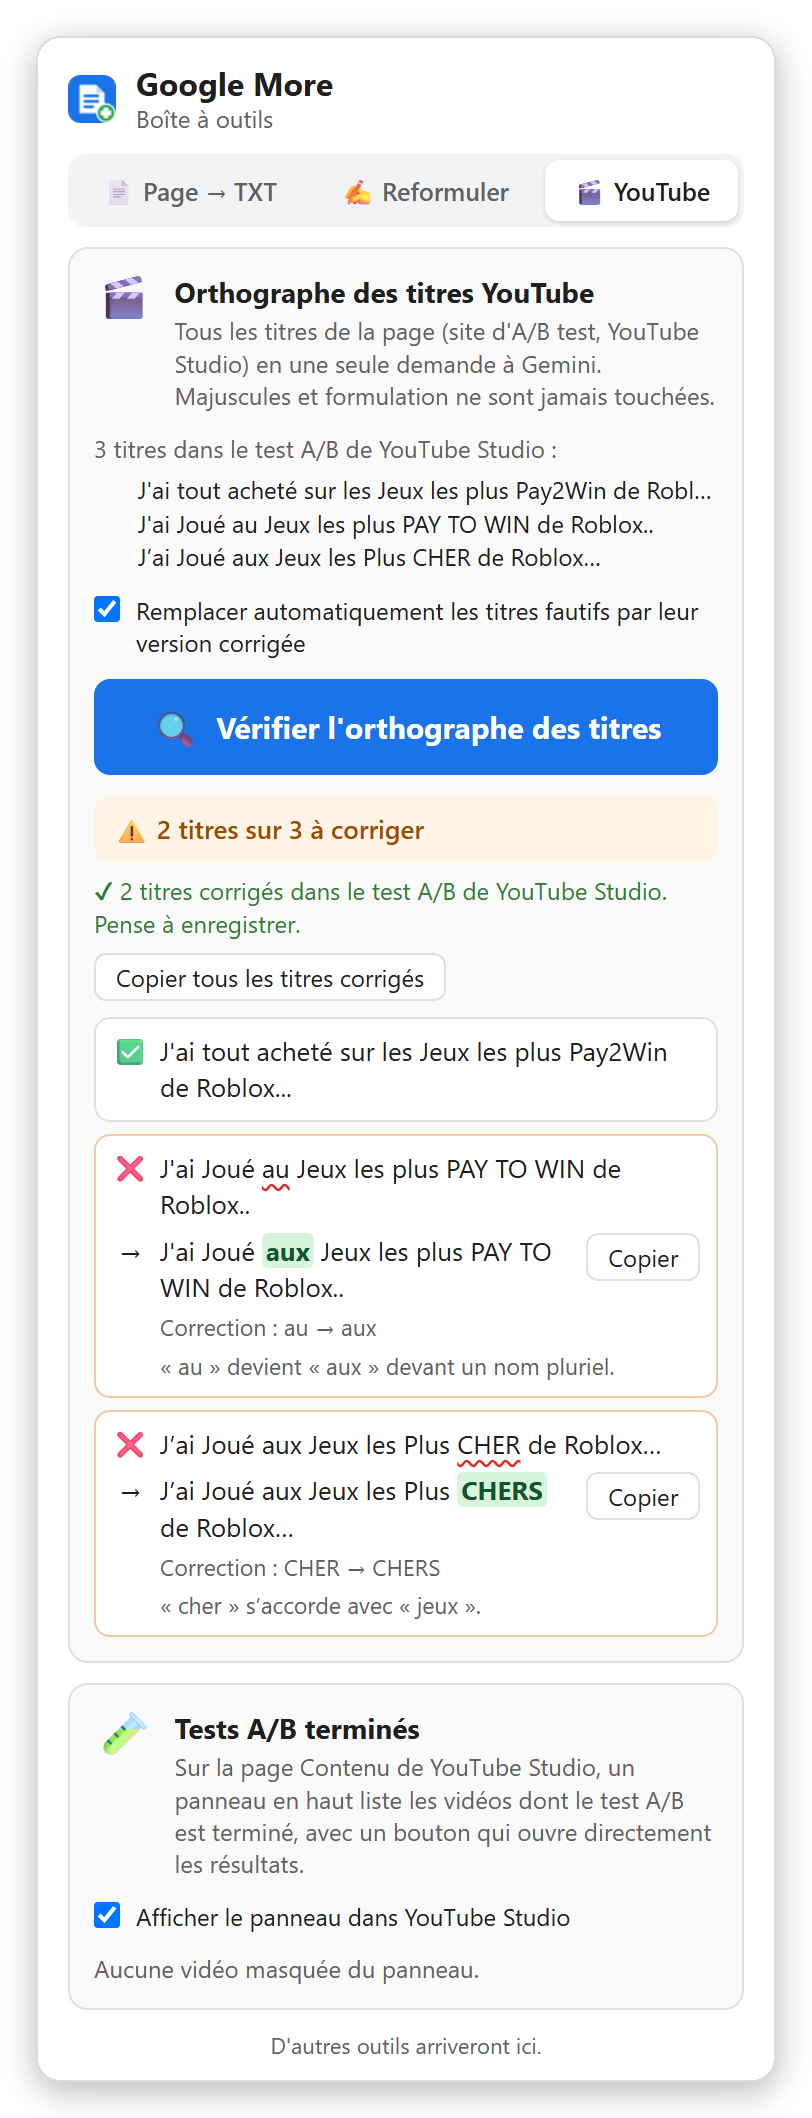 Google More
Boîte à outils
Page → TXT
Reformuler
YouTube
Orthographe des titres YouTube
Tous les titres de la page (site d'A/B test, YouTube
Studio) en une seule demande à Gemini.
Majuscules et formulation ne sont jamais touchées.
3 titres dans le test A/B de YouTube Studio :
J'ai tout acheté sur les Jeux les plus Pay2Win de Robl...
J'ai Joué au Jeux les plus PAY TO WIN de Roblox..
J’ai Joué aux Jeux les Plus CHER de Roblox...
Remplacer automatiquement les titres fautifs par leur
version corrigée
Vérifier l'orthographe des titres
2 titres sur 3 à corriger
✓ 2 titres corrigés dans le test A/B de YouTube Studio.
Pense à enregistrer.
Copier tous les titres corrigés
J'ai tout acheté sur les Jeux les plus Pay2Win
de Roblox...
J'ai Joué au Jeux les plus PAY TO WIN de
Roblox..
→ J'ai Joué aux Jeux les plus PAY TO
WIN de Roblox..
Copier
Correction : au → aux
« au » devient « aux » devant un nom pluriel.
J’ai Joué aux Jeux les Plus CHER de Roblox...
→ J’ai Joué aux Jeux les Plus CHERS
de Roblox...
Copier
Correction : CHER → CHERS
« cher » s’accorde avec « jeux ».
Tests A/B terminés
Sur la page Contenu de YouTube Studio, un
panneau en haut liste les vidéos dont le test A/B
est terminé, avec un bouton qui ouvre directement
les résultats.
Afficher le panneau dans YouTube Studio
Aucune vidéo masquée du panneau.
D'autres outils arriveront ici.